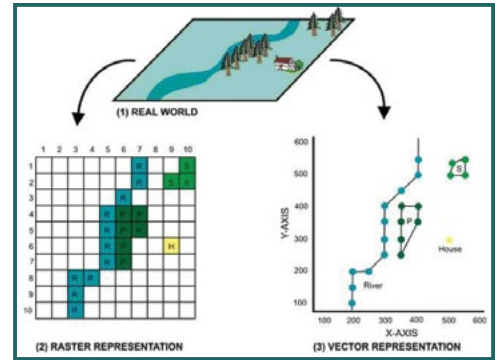 (1) REAL WORLD
1 2 3 4 5 6 7 8 9 10
1 R S
2 R S S
3 R
4 R P P
5 R P P
6 R P H
7 R P
8 R R
9 R
10 R
(2) RASTER REPRESENTATION
Y-AXIS
600
500
400
300
200
100
S
P
House
River
100 200 300 400 500 600
X-AXIS
(3) VECTOR REPRESENTATION